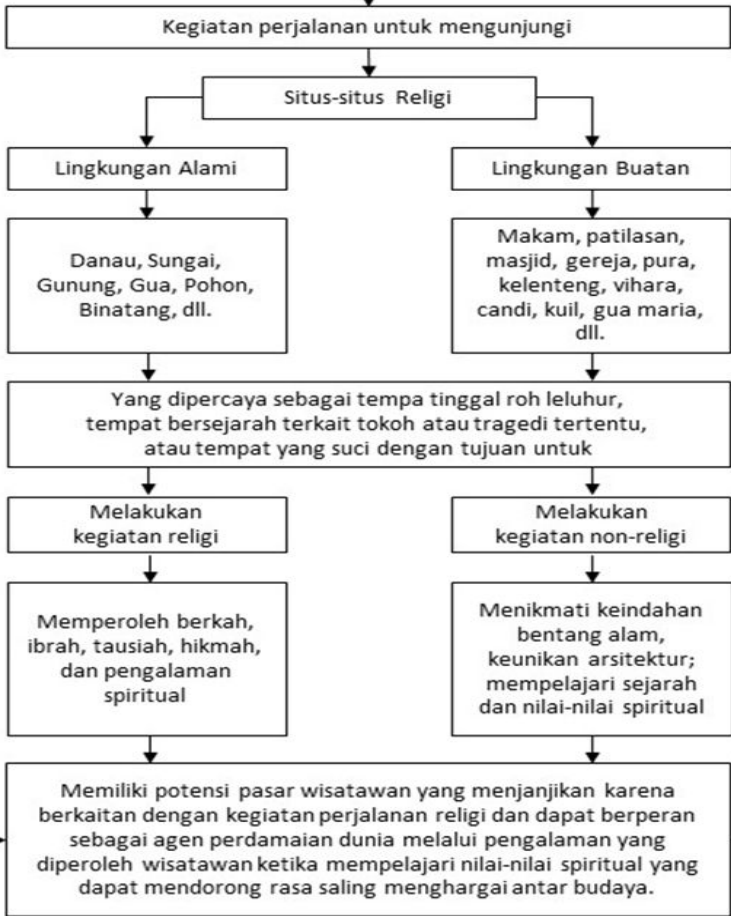 Kegiatan perjalanan untuk mengunjungi
Situs-situs Religi
Lingkungan Alami
Lingkungan Buatan
Danau, Sungai,
Gunung, Gua, Pohon,
Binatang, dll.
Makam, patilasan,
masjid, gereja, pura,
kelenteng, vihara,
candi, kuil, gua maria,
dll.
Yang dipercaya sebagai tempa tinggal roh leluhur,
tempat bersejarah terkait tokoh atau tragedi tertentu,
atau tempat yang suci dengan tujuan untuk
Melakukan
kegiatan religi
Melakukan
kegiatan non-religi
Memperoleh berkah,
ibrah, tausiah, hikmah,
dan pengalaman
spiritual
Menikmati keindahan
bentang alam,
keunikan arsitektur;
mempelajari sejarah
dan nilai-nilai spiritual
Memiliki potensi pasar wisatawan yang menjanjikan karena
berkaitan dengan kegiatan perjalanan religi dan dapat berperan
sebagai agen perdamaian dunia melalui pengalaman yang
diperoleh wisatawan ketika mempelajari nilai-nilai spiritual yang
dapat mendorong rasa saling menghargai antar budaya.